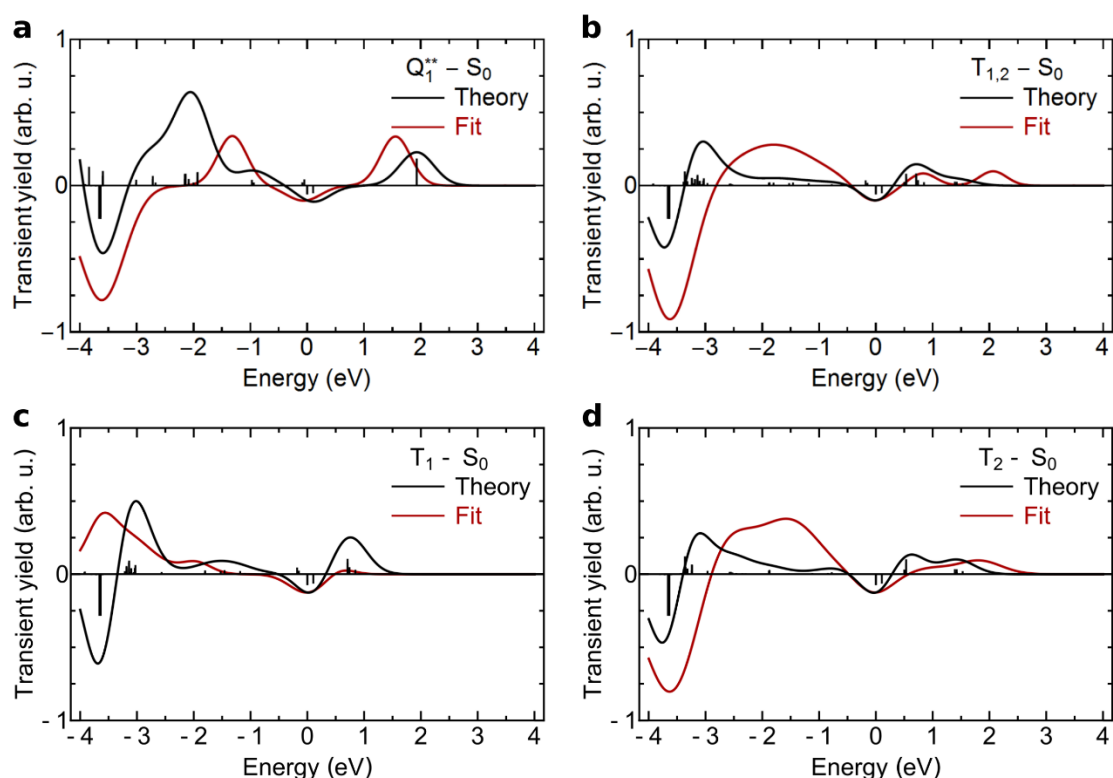 a
1
Q₁** – S₀
Theory
Fit
0
–1
–4 –3 –2 –1 0 1 2 3 4
Transient yield (arb. u.)
Energy (eV)
b
1
T₁,₂ – S₀
Theory
Fit
0
–1
–4 –3 –2 –1 0 1 2 3 4
Transient yield (arb. u.)
Energy (eV)
c
1
T₁ - S₀
Theory
Fit
0
- 1
- 4 - 3 - 2 - 1 0 1 2 3 4
Transient yield (arb. u.)
Energy (eV)
d
1
T₂ - S₀
Theory
Fit
0
- 1
- 4 - 3 - 2 - 1 0 1 2 3 4
Transient yield (arb. u.)
Energy (eV)